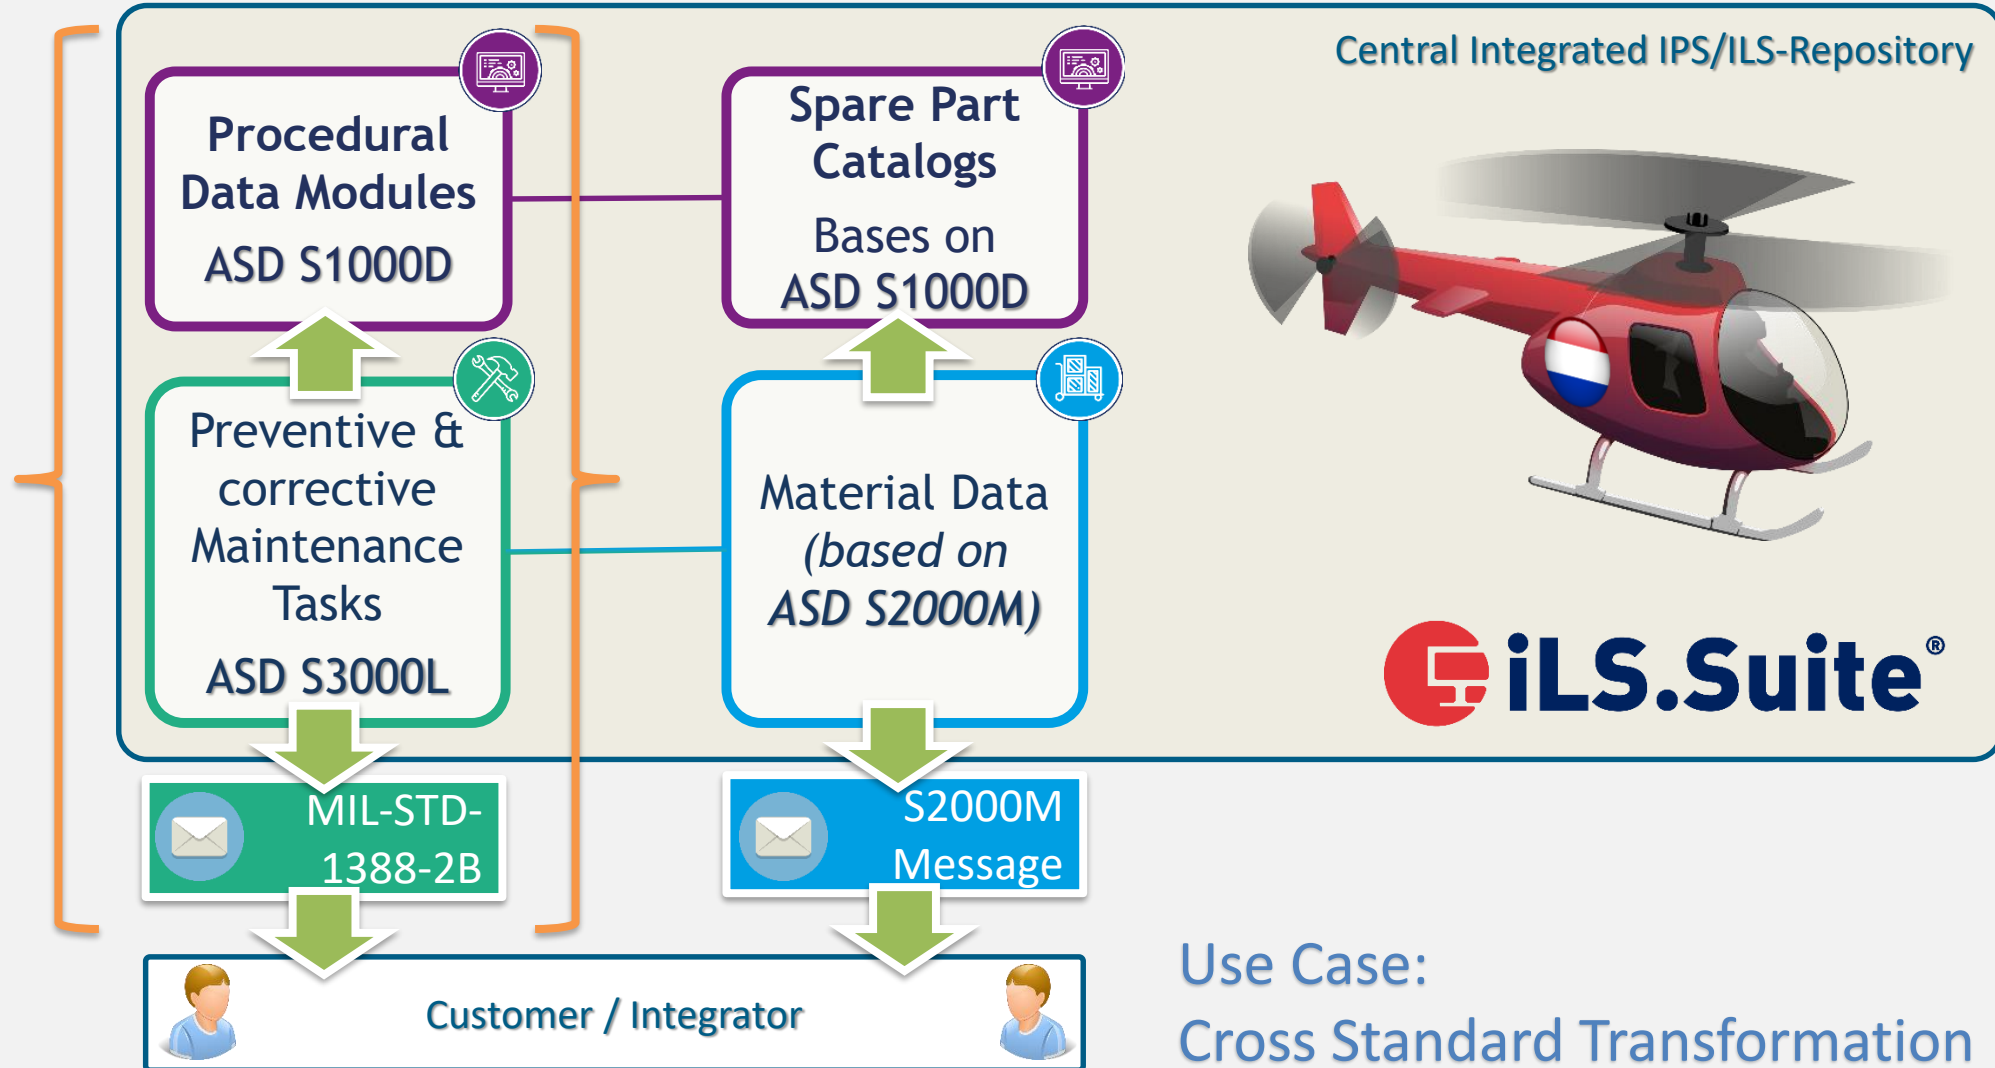 Central Integrated IPS/ILS-Repository
Procedural
Data Modules
ASD S1000D
Spare Part
Catalogs
Bases on
ASD S1000D
Preventive &
corrective
Maintenance
Tasks
ASD S3000L
Material Data
(based on
ASD S2000M)
iLS.Suite®
MIL-STD-
1388-2B
S2000M
Message
Customer / Integrator
Use Case:
Cross Standard Transformation